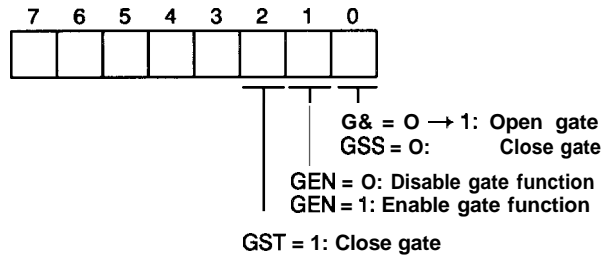 7 6 5 4 3 2 1 0
G& = O → 1: Open gate
GSS = O: Close gate
GEN = O: Disable gate function
GEN = 1: Enable gate function
GST = 1: Close gate